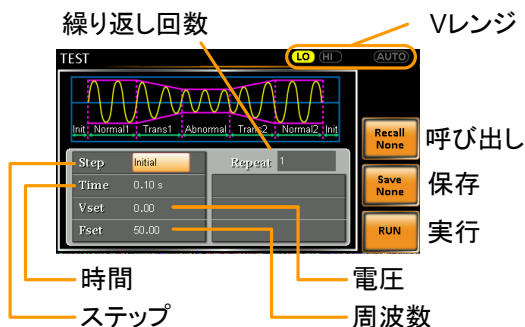 繰り返し回数
Vレンジ
TEST
LO HI AUTO
Init Normal1 Trans1 Abnormal Trans2 Normal2 Init
Recall None
呼び出し
Step Initial Repeat 1
Time 0.10 s
Save None
保存
Vset 0.00
Fset 50.00
RUN
実行
時間
電圧
ステップ
周波数